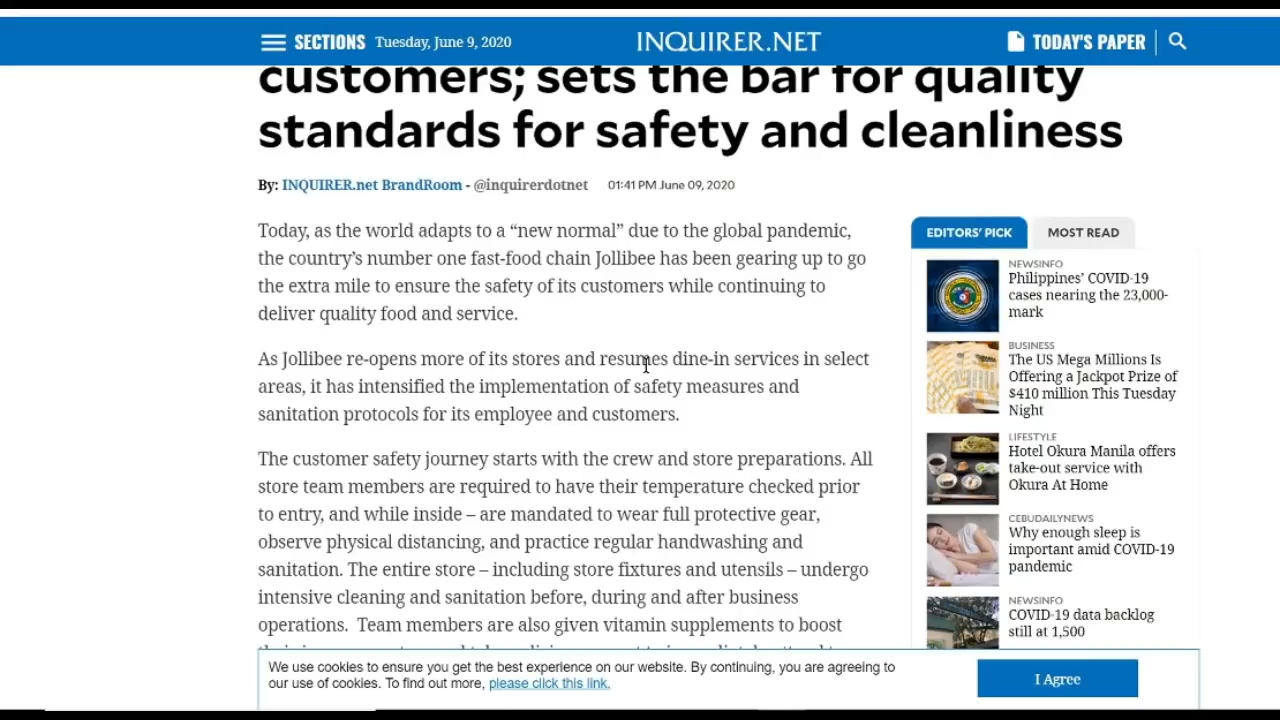 SECTIONS Tuesday, June 9, 2020 INQUIRER.NET TODAY'S PAPER
customers; sets the bar for quality
standards for safety and cleanliness
By: INQUIRER.net BrandRoom - @inquirerdotnet 01:41 PM June 09, 2020
Today, as the world adapts to a “new normal” due to the global pandemic,
the country’s number one fast-food chain Jollibee has been gearing up to go
the extra mile to ensure the safety of its customers while continuing to
deliver quality food and service.
As Jollibee re-opens more of its stores and resumes dine-in services in select
areas, it has intensified the implementation of safety measures and
sanitation protocols for its employee and customers.
The customer safety journey starts with the crew and store preparations. All
store team members are required to have their temperature checked prior
to entry, and while inside – are mandated to wear full protective gear,
observe physical distancing, and practice regular handwashing and
sanitation. The entire store – including store fixtures and utensils – undergo
intensive cleaning and sanitation before, during and after business
operations. Team members are also given vitamin supplements to boost
EDITORS' PICK MOST READ
NEWSINFO
Philippines’ COVID-19
cases nearing the 23,000-
mark
BUSINESS
The US Mega Millions Is
Offering a Jackpot Prize of
$410 million This Tuesday
Night
LIFESTYLE
Hotel Okura Manila offers
take-out service with
Okura At Home
CEBUDAILYNEWS
Why enough sleep is
important amid COVID-19
pandemic
NEWSINFO
COVID-19 data backlog
still at 1,500
We use cookies to ensure you get the best experience on our website. By continuing, you are agreeing to
our use of cookies. To find out more, please click this link.
I Agree